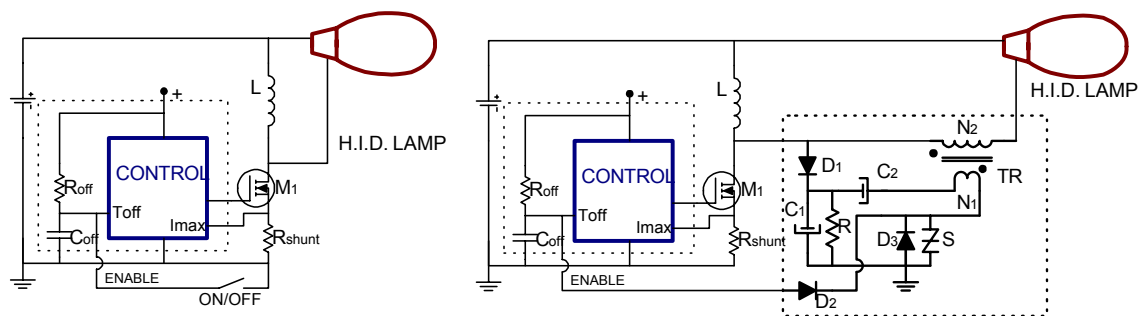 +
+
L
H.I.D. LAMP
Roff
CONTROL
M1
Toff
Imax
Coff
Rshunt
ENABLE
ON/OFF
+
+
L
H.I.D. LAMP
N2
TR
N1
D1
C2
C1
R
D3
S
Roff
CONTROL
M1
Toff
Imax
Coff
Rshunt
ENABLE
D2